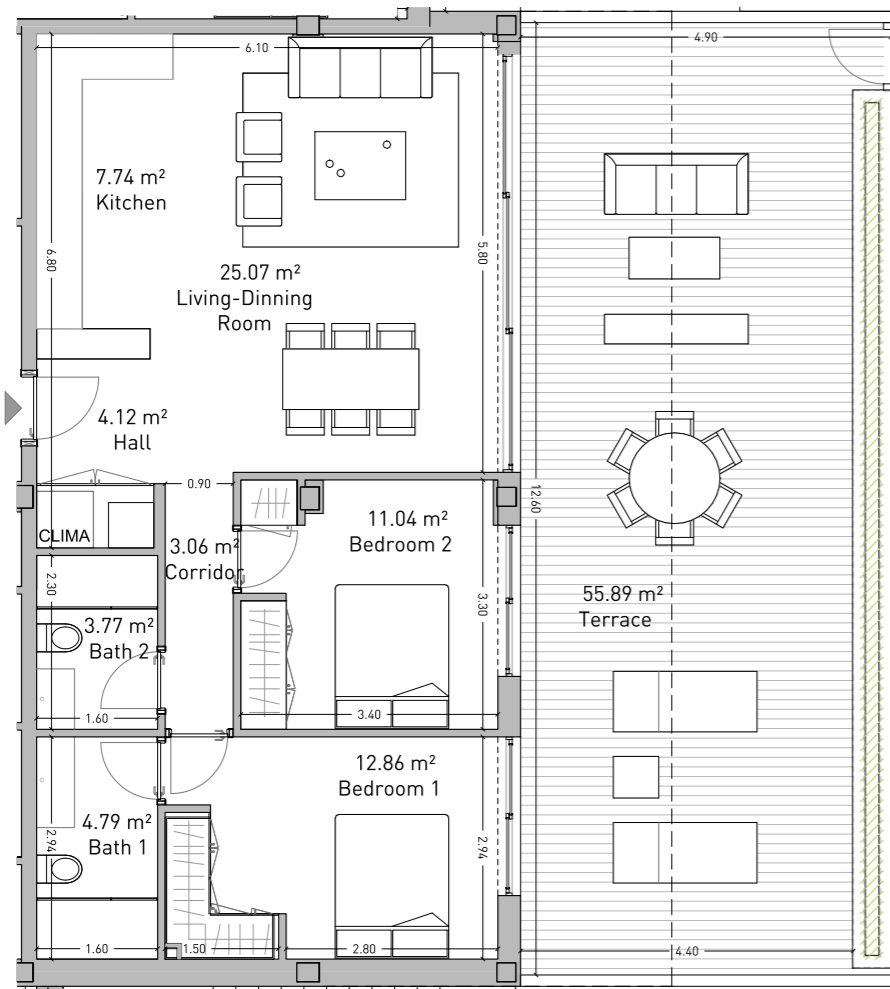 6.10
4.90
7.74 m²
Kitchen
6.80
5.80
25.07 m²
Living-Dinning
Room
4.12 m²
Hall
0.90
12.60
CLIMA
3.06 m²
Corridor
11.04 m²
Bedroom 2
2.30
3.30
55.89 m²
Terrace
3.77 m²
Bath 2
1.60
3.40
12.86 m²
Bedroom 1
4.79 m²
Bath 1
2.94
2.94
1.60
1.50
2.80
4.40